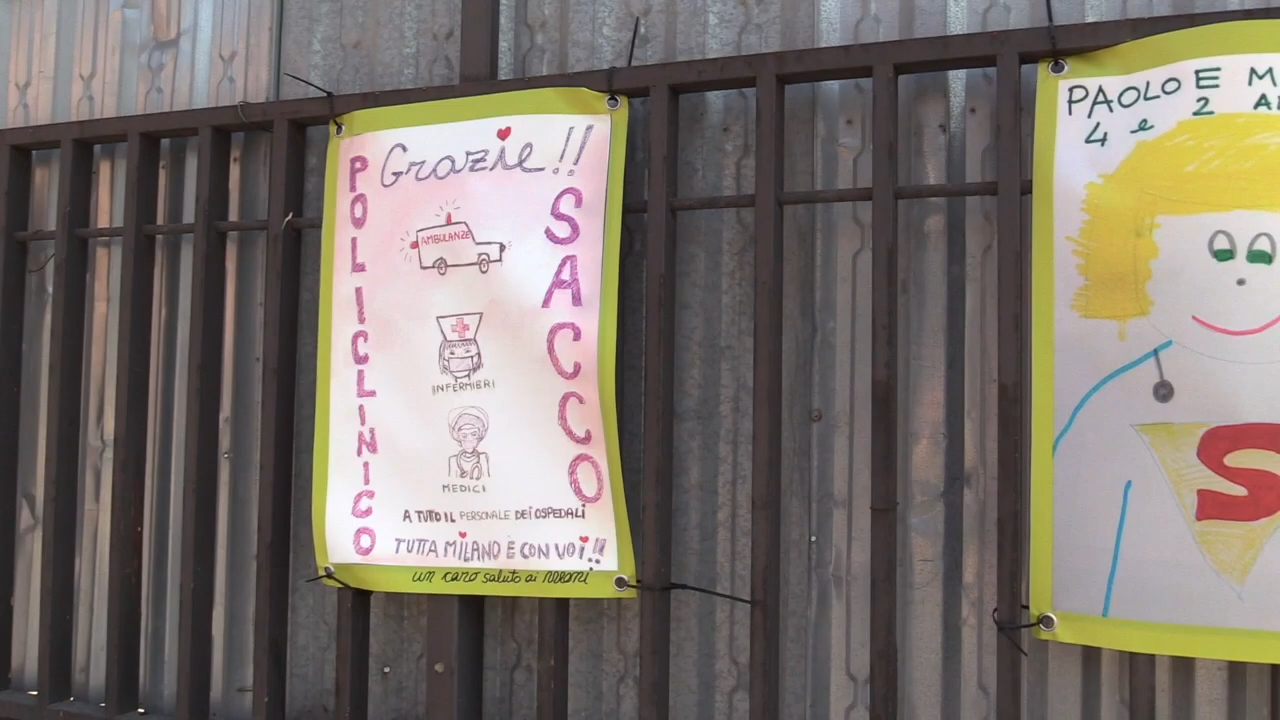 Grazie!!
POLICLINICO
SACCO
AMBULANZE
INFERMIERI
MEDICI
A TUTTO IL PERSONALE DEI OSPEDALI
TUTTA MILANO È CON VOI!!
un caro saluto ai
PAOLO E M
4 e 2 A
S